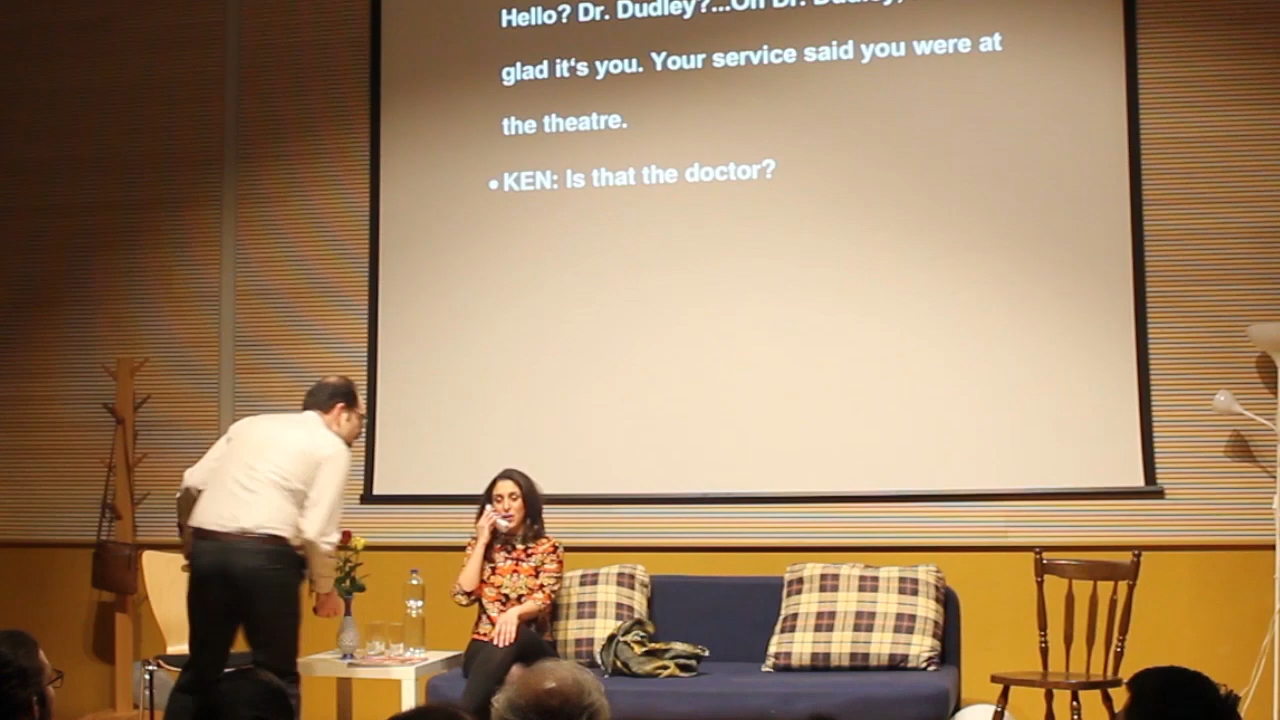 Hello? Dr. Dudley?...Oh Dr. Dudley,
glad it's you. Your service said you were at
the theatre.
• KEN: Is that the doctor?